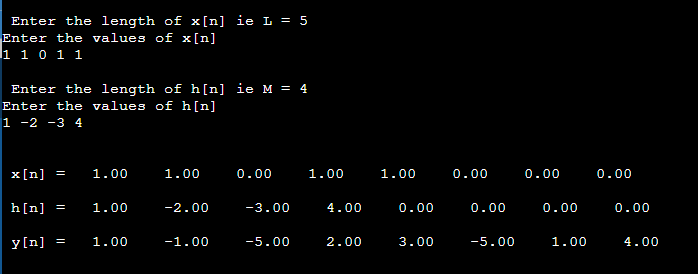 Enter the length of x[n] ie L = 5
Enter the values of x[n]
1 1 0 1 1
Enter the length of h[n] ie M = 4
Enter the values of h[n]
1 -2 -3 4
x[n] = 1.00 1.00 0.00 1.00 1.00 0.00 0.00 0.00
h[n] = 1.00 -2.00 -3.00 4.00 0.00 0.00 0.00 0.00
y[n] = 1.00 -1.00 -5.00 2.00 3.00 -5.00 1.00 4.00